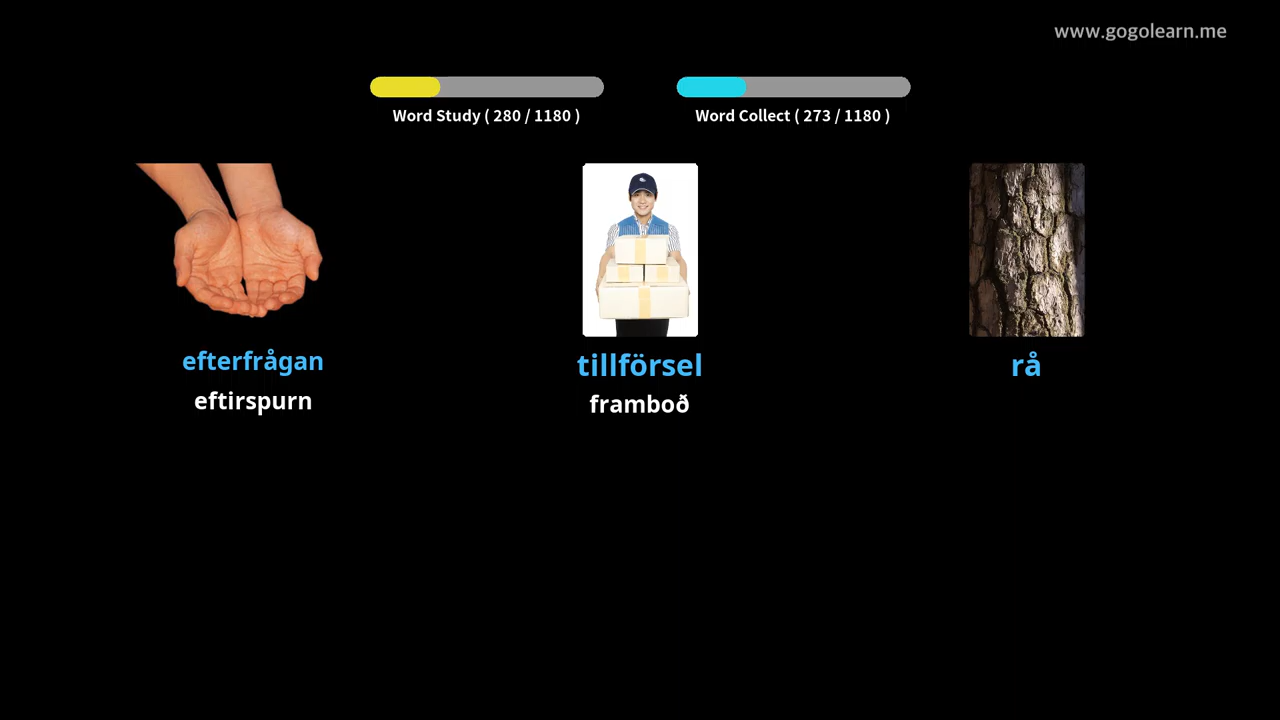 www.gogolearn.me
Word Study ( 280 / 1180 )
Word Collect ( 273 / 1180 )
efterfrågan
eftirspurn
tillförsel
framboð
rå